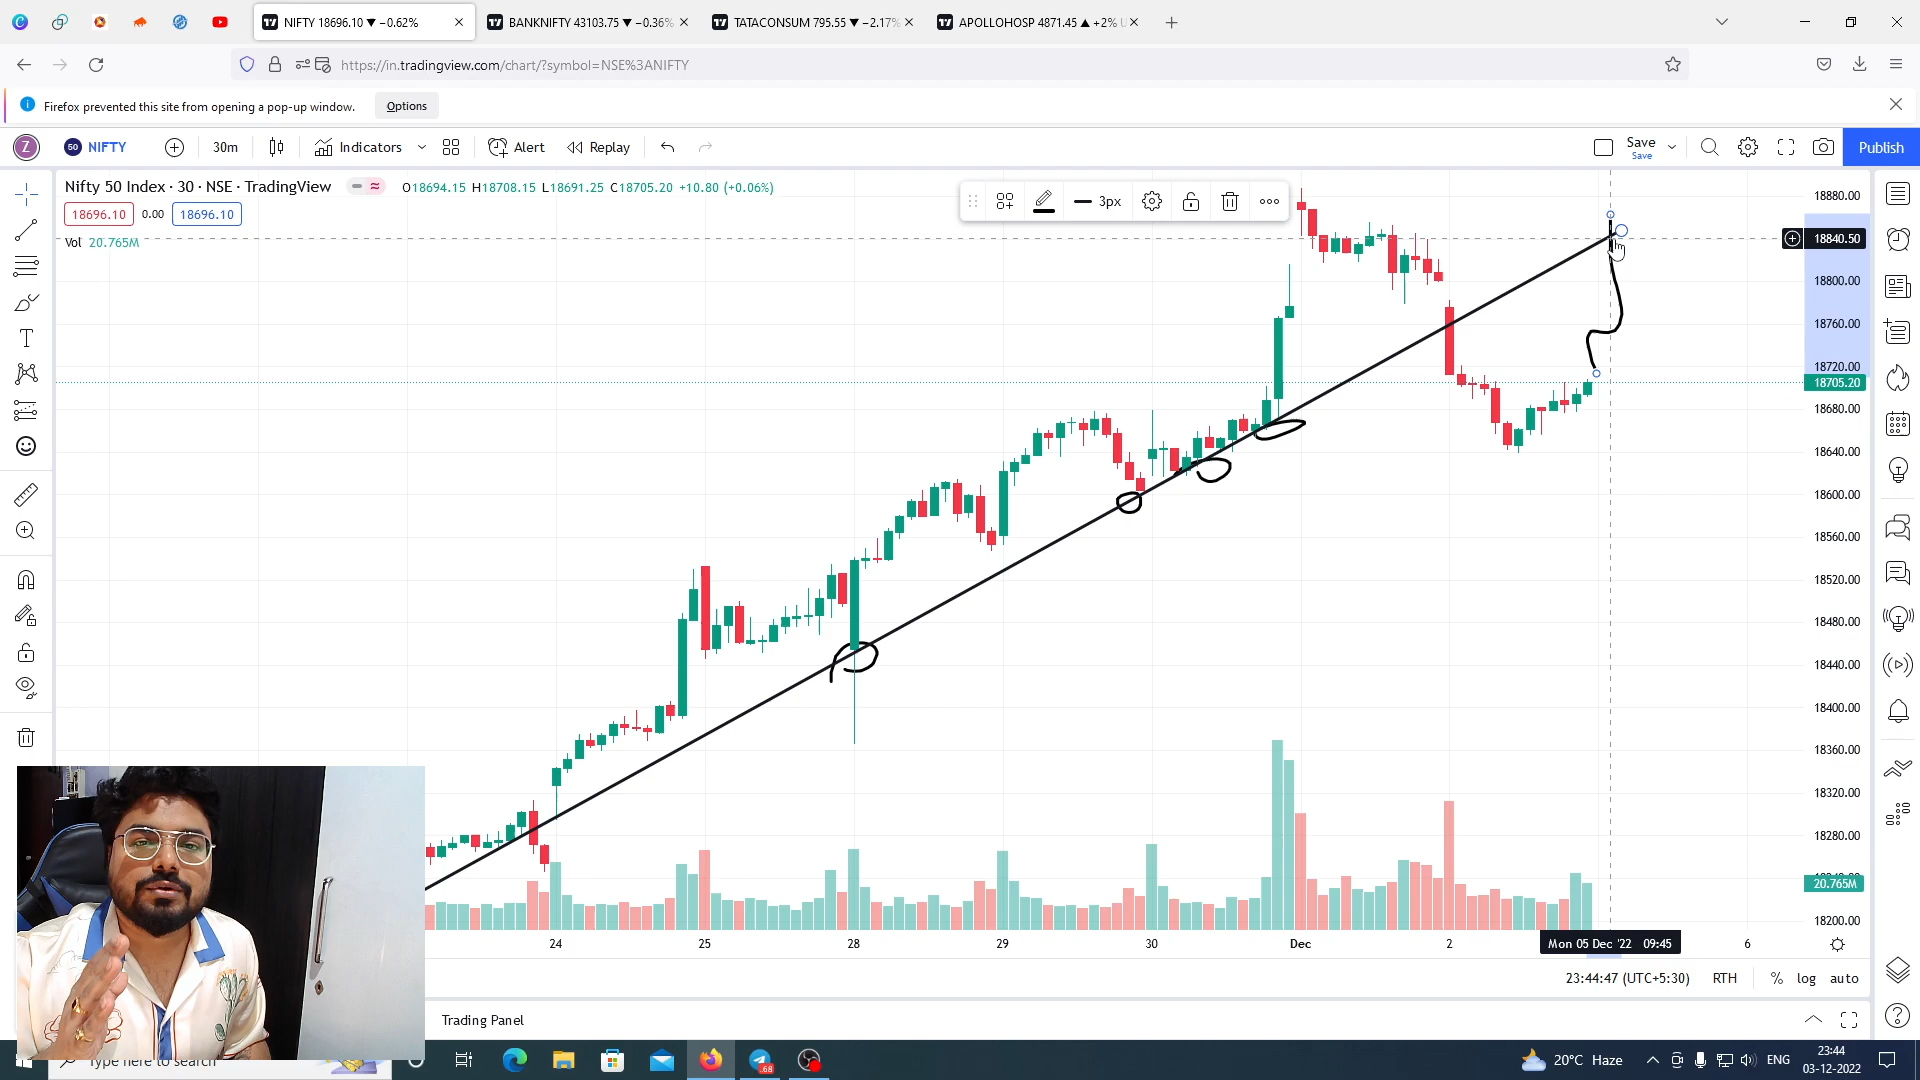 NIFTY 18696.10 ▼ −0.62%
BANKNIFTY 43103.75 ▼ −0.36%
TATACONSUM 795.55 ▼ −2.17%
APOLLOHOSP 4871.45 ▲ +2% U
https://in.tradingview.com/chart/?symbol=NSE%3ANIFTY
Firefox prevented this site from opening a pop-up window. Options
Z 50 NIFTY 30m Indicators Alert Replay Save Save Publish
Nifty 50 Index · 30 · NSE · TradingView O18694.15 H18708.15 L18691.25 C18705.20 +10.80 (+0.06%)
18696.10 0.00 18696.10
Vol 20.765M
3px
18880.00
18840.50
18800.00
18760.00
18720.00
18705.20
18680.00
18640.00
18600.00
18560.00
18520.00
18480.00
18440.00
18400.00
18360.00
18320.00
18280.00
20.765M
18200.00
24 25 28 29 30 Dec 2 Mon 05 Dec '22 09:45 6
23:44:47 (UTC+5:30) RTH % log auto
Trading Panel
Type here to search
.68
20°C Haze
ENG
23:44
03-12-2022